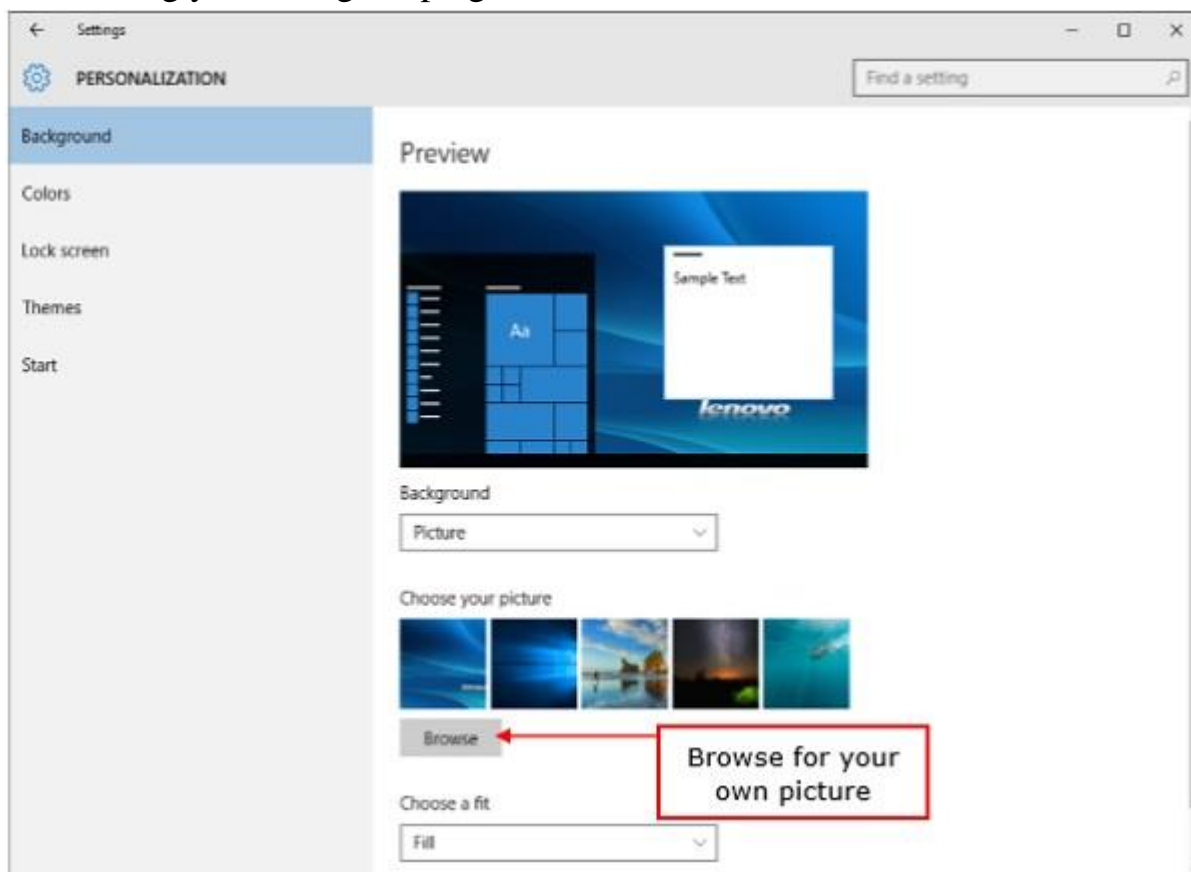 Settings
PERSONALIZATION
Find a setting
Background
Colors
Lock screen
Themes
Start
Preview
Sample Text
Aa
lenovo
Background
Picture
Choose your picture
Browse
Browse for your
own picture
Choose a fit
Fill